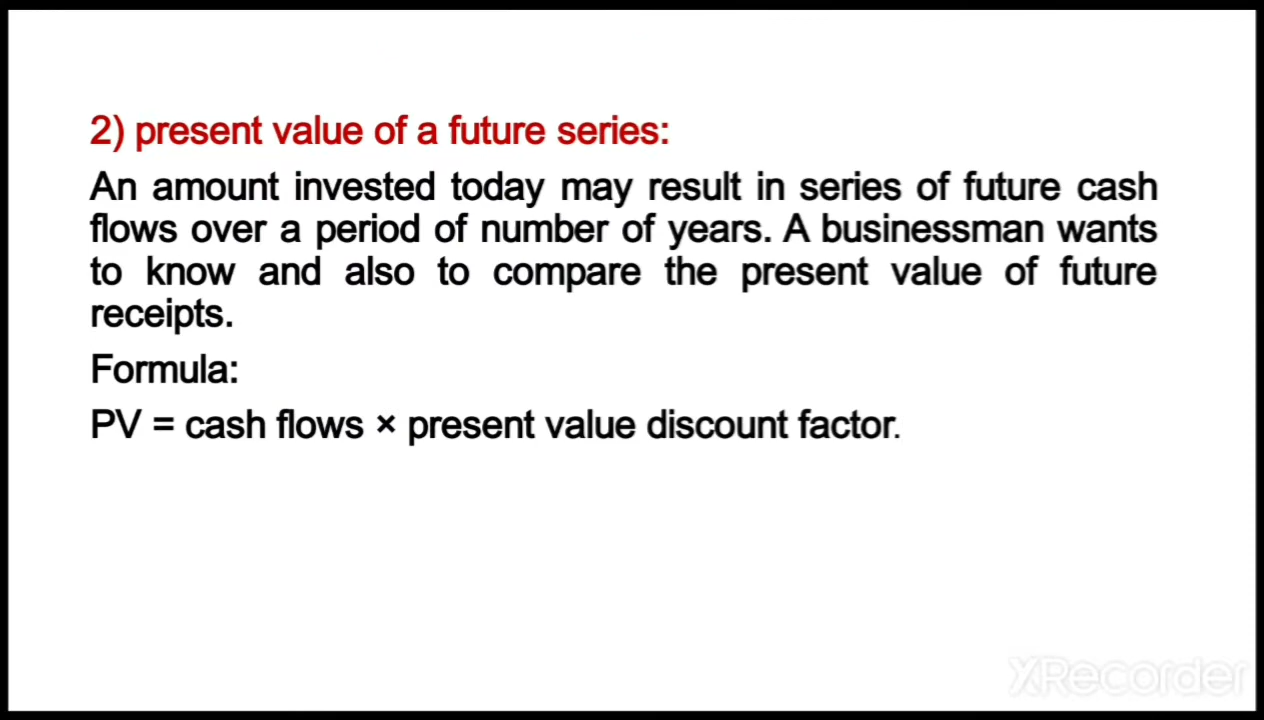 2) present value of a future series:
An amount invested today may result in series of future cash
flows over a period of number of years. A businessman wants
to know and also to compare the present value of future
receipts.
Formula:
PV = cash flows × present value discount factor.
XRecorder